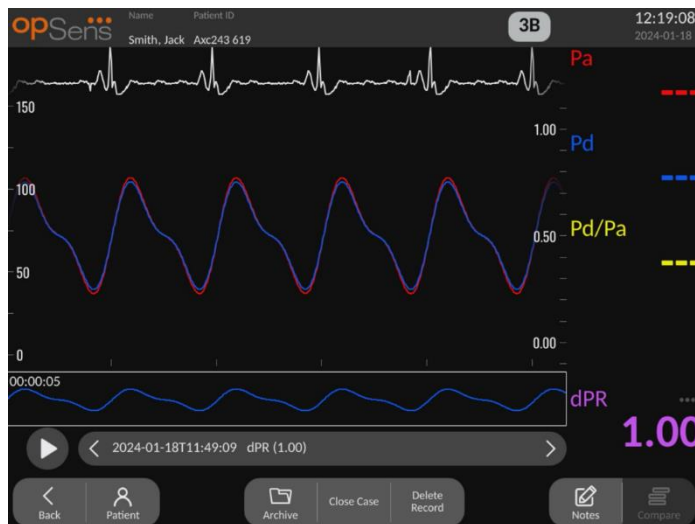 opSens
Name Patient ID
Smith, Jack Axc243 619
3B
12:19:08
2024-01-18
Pa
150
1.00
Pd
100
0.50
Pd/Pa
50
0.00
0
00:00:05
dPR
1.00
2024-01-18T11:49:09 dPR (1.00)
Back
Patient
Archive
Close Case
Delete
Record
Notes
Compare